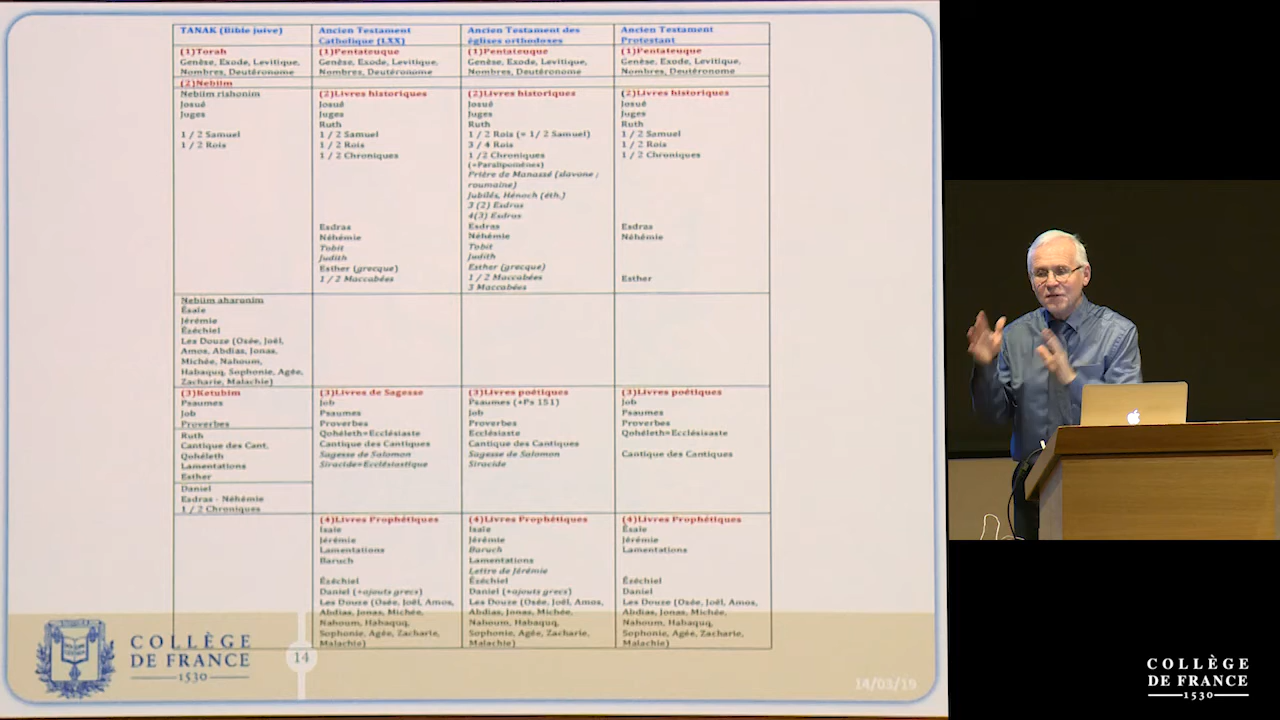 TANAK (Bible juive)
Ancien Testament
Catholique (LXX)
Ancien Testament des
églises orthodoxes
Ancien Testament
Protestant
(1)Torah
Genèse, Exode, Levitique,
Nombres, Deutéronome
(1)Pentateuque
Genèse, Exode, Levitique,
Nombres, Deutéronome
(1)Pentateuque
Genèse, Exode, Levitique,
Nombres, Deutéronome
(1)Pentateuque
Genèse, Exode, Levitique,
Nombres, Deutéronome
(2)Nebiim
Nebiim rishonim
Josué
Juges
1 / 2 Samuel
1 / 2 Rois
(2)Livres historiques
Josué
Juges
Ruth
1 / 2 Samuel
1 / 2 Rois
1 / 2 Chroniques
Esdras
Néhémie
Tobit
Judith
Esther (grecque)
1 / 2 Maccabées
(2)Livres historiques
Josué
Juges
Ruth
1 / 2 Rois (= 1/2 Samuel)
3 / 4 Rois
1 /2 Chroniques
(=Paralipomènes)
Prière de Manassé (slavone ;
roumaine)
Jubilés, Hénoch (éth.)
3 (2) Esdras
4(3) Esdras
Esdras
Néhémie
Tobit
Judith
Esther (grecque)
1 / 2 Maccabées
3 Maccabées
(2)Livres historiques
Josué
Juges
Ruth
1 / 2 Samuel
1 / 2 Rois
1 / 2 Chroniques
Esdras
Néhémie
Esther
Nebiim aharonim
Ésaïe
Jérémie
Ézéchiel
Les Douze (Osée, Joël,
Amos, Abdias, Jonas,
Michée, Nahoum,
Habaquq, Sophonie, Agée,
Zacharie, Malachie)
(3)Ketubim
Psaumes
Job
Proverbes
Ruth
Cantique des Cant.
Qohéleth
Lamentations
Esther
Daniel
Esdras - Néhémie
1 / 2 Chroniques
(3)Livres de Sagesse
Job
Psaumes
Proverbes
Qohéleth=Ecclésiaste
Cantique des Cantiques
Sagesse de Salomon
Siracide=Ecclésiastique
(3)Livres poétiques
Psaumes (+Ps 151)
Job
Proverbes
Ecclésiaste
Cantique des Cantiques
Sagesse de Salomon
Siracide
(3)Livres poétiques
Job
Psaumes
Proverbes
Qohéleth=Ecclésisaste
Cantique des Cantiques
(4)Livres Prophétiques
Isaïe
Jérémie
Lamentations
Baruch
Ézéchiel
Daniel (+ajouts grecs)
Les Douze (Osée, Joël, Amos,
Abdias, Jonas, Michée,
Nahoum, Habaquq,
Sophonie, Agée, Zacharie,
Malachie)
(4)Livres Prophétiques
Isaïe
Jérémie
Baruch
Lamentations
Lettre de Jérémie
Ézéchiel
Daniel (+ajouts grecs)
Les Douze (Osée, Joël, Amos,
Abdias, Jonas, Michée,
Nahoum, Habaquq,
Sophonie, Agée, Zacharie,
Malachie)
(4)Livres Prophétiques
Ésaïe
Jérémie
Lamentations
Ézéchiel
Daniel
Les Douze (Osée, Joël, Amos,
Abdias, Jonas, Michée,
Nahoum, Habaquq,
Sophonie, Agée, Zacharie,
Malachie)
COLLÈGE
DE FRANCE
1530
14
14/03/19
COLLÈGE
DE FRANCE
1530